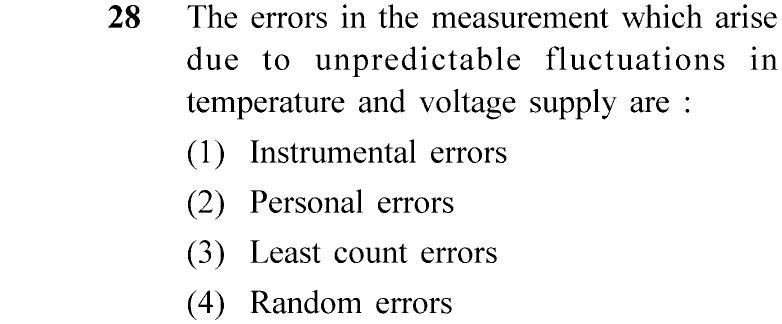 28 The errors in the measurement which arise
due to unpredictable fluctuations in
temperature and voltage supply are :
(1) Instrumental errors
(2) Personal errors
(3) Least count errors
(4) Random errors